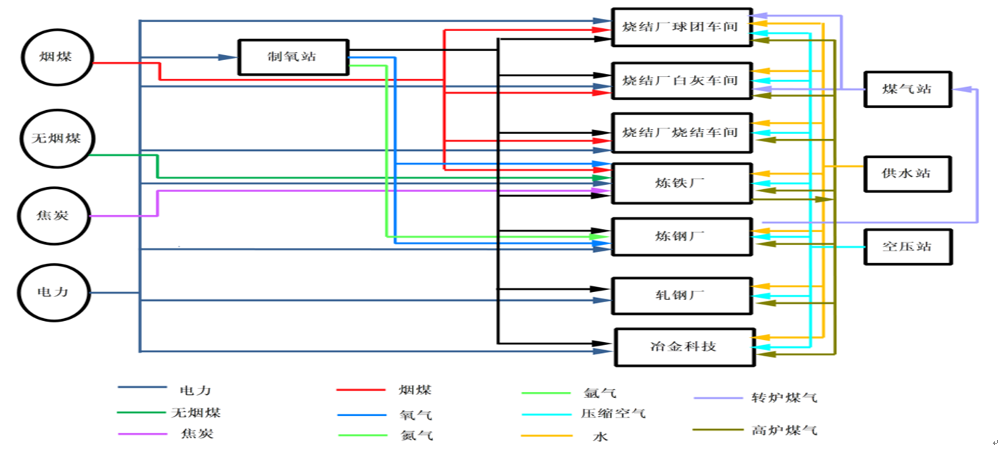 烟煤
无烟煤
焦炭
电力
制氧站
烧结厂球团车间
烧结厂白灰车间
烧结厂烧结车间
炼铁厂
炼钢厂
轧钢厂
冶金科技
煤气站
供水站
空压站
电力
烟煤
氩气
转炉煤气
无烟煤
氧气
压缩空气
高炉煤气
焦炭
氮气
水